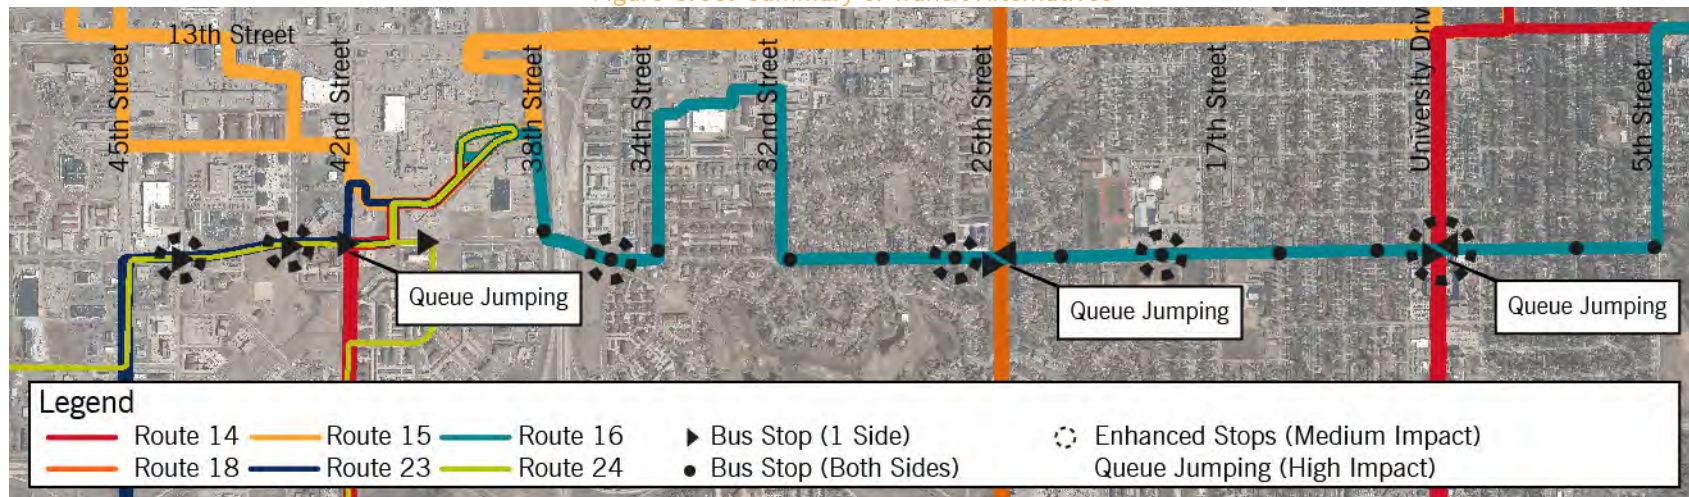 13th Street
45th Street
42nd Street
38th Street
34th Street
32nd Street
25th Street
17th Street
University Driv
5th Street
Queue Jumping
Queue Jumping
Queue Jumping
Legend
Route 14 Route 15 Route 16 Bus Stop (1 Side) Enhanced Stops (Medium Impact)
Route 18 Route 23 Route 24 Bus Stop (Both Sides) Queue Jumping (High Impact)